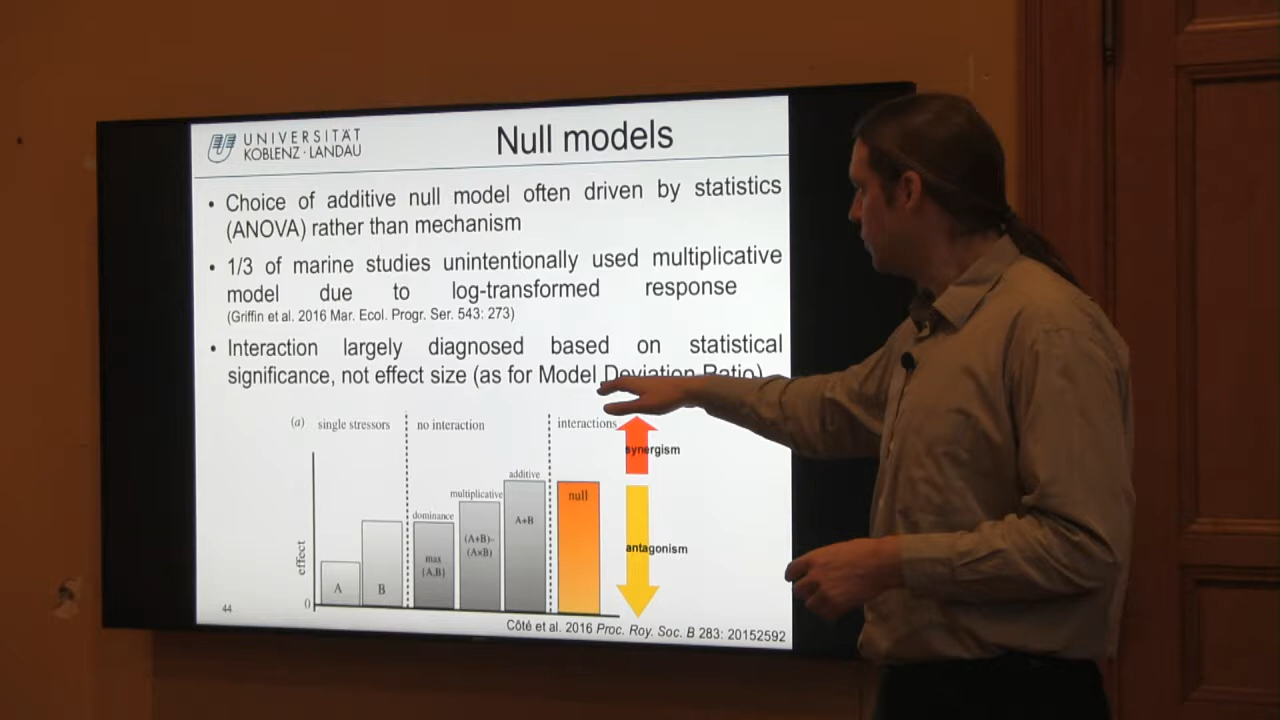 UNIVERSITÄT
KOBLENZ · LANDAU
Null models
• Choice of additive null model often driven by statistics
(ANOVA) rather than mechanism
• 1/3 of marine studies unintentionally used multiplicative
model due to log-transformed response
(Griffin et al. 2016 Mar. Ecol. Progr. Ser. 543: 273)
• Interaction largely diagnosed based on statistical
significance, not effect size (as for Model Deviation Ratio)
(a) single stressors no interaction interactions
synergism
additive
multiplicative
null
dominance
A+B
(A+B)-
(A×B)
antagonism
max
{A,B}
effect
A B
0
44
Côté et al. 2016 Proc. Roy. Soc. B 283: 20152592